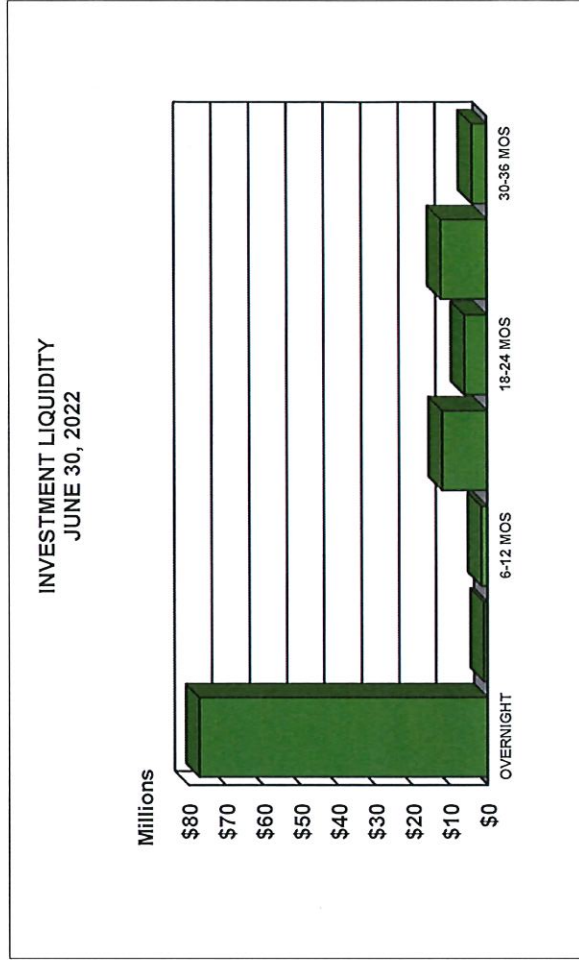 INVESTMENT LIQUIDITY
JUNE 30, 2022
Millions
$80
$70
$60
$50
$40
$30
$20
$10
$0
OVERNIGHT
6-12 MOS
18-24 MOS
30-36 MOS